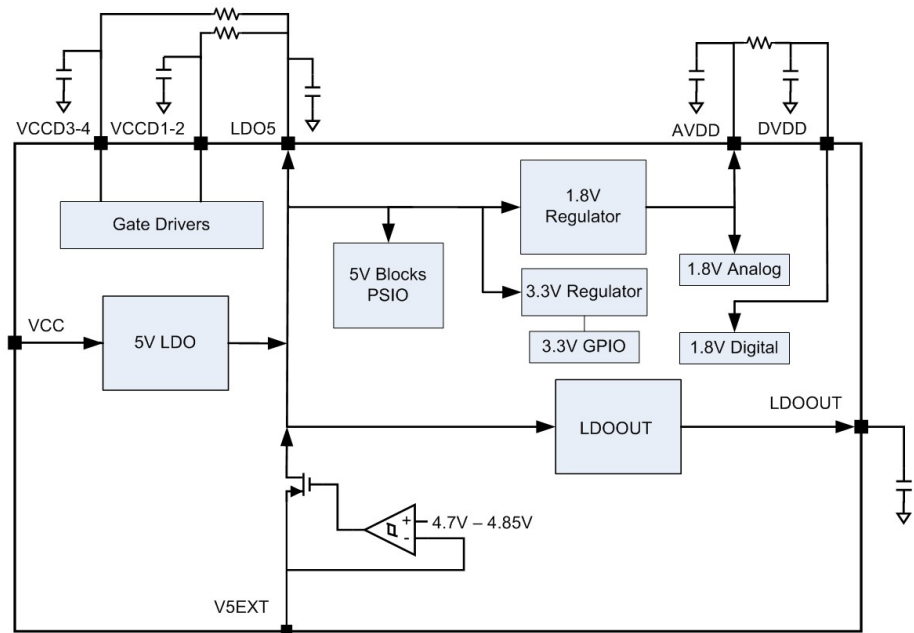 VCCD3-4
VCCD1-2
LDO5
AVDD
DVDD
Gate Drivers
1.8V
Regulator
5V Blocks
PSIO
1.8V Analog
3.3V Regulator
VCC
5V LDO
3.3V GPIO
1.8V Digital
LDOOUT
LDOOUT
+
4.7V – 4.85V
-
V5EXT